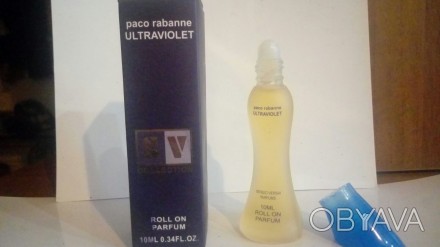 paco rabanne
ULTRAVIOLET
V
ROLL ON
PARFUM
10ML 0.34FL.OZ.
paco rabanne
ULTRAVIOLET
10ML
ROLL ON
PARFUM
OBYAVA